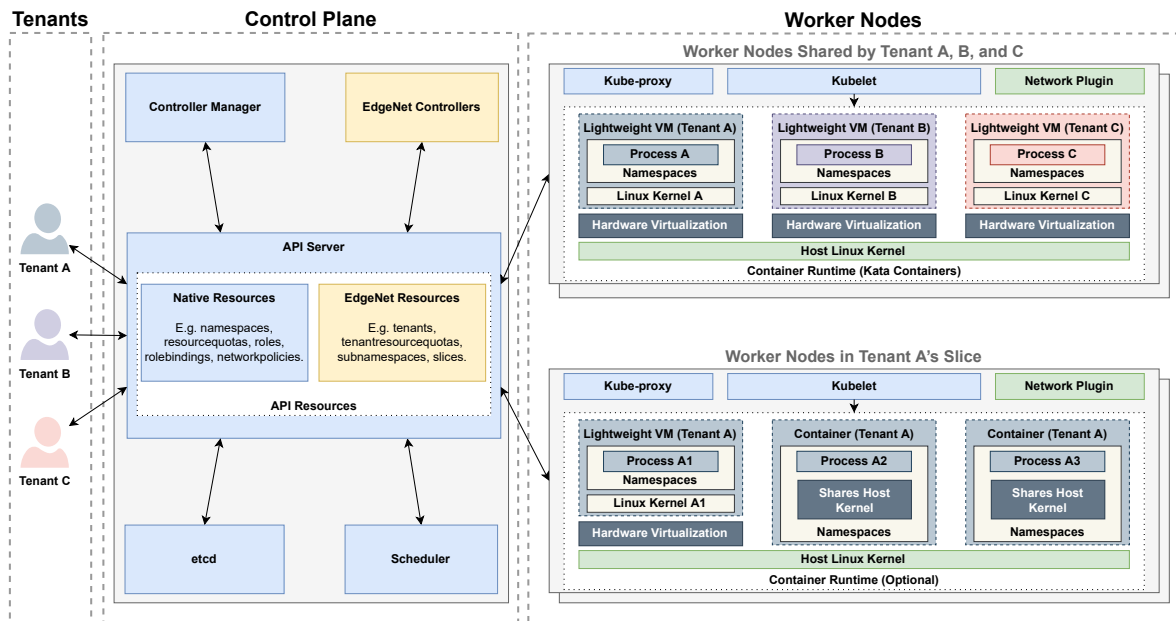 Tenants
Control Plane
Worker Nodes
Tenant A
Tenant B
Tenant C
Controller Manager
EdgeNet Controllers
API Server
Native Resources
E.g. namespaces,
resourcequotas, roles,
rolebindings, networkpolicies.
EdgeNet Resources
E.g. tenants,
tenantresourcequotas,
subnamespaces, slices.
API Resources
etcd
Scheduler
Worker Nodes Shared by Tenant A, B, and C
Kube-proxy
Kubelet
Network Plugin
Lightweight VM (Tenant A)
Process A
Namespaces
Linux Kernel A
Hardware Virtualization
Lightweight VM (Tenant B)
Process B
Namespaces
Linux Kernel B
Hardware Virtualization
Lightweight VM (Tenant C)
Process C
Namespaces
Linux Kernel C
Hardware Virtualization
Host Linux Kernel
Container Runtime (Kata Containers)
Worker Nodes in Tenant A's Slice
Kube-proxy
Kubelet
Network Plugin
Lightweight VM (Tenant A)
Process A1
Namespaces
Linux Kernel A1
Hardware Virtualization
Container (Tenant A)
Process A2
Shares Host
Kernel
Namespaces
Container (Tenant A)
Process A3
Shares Host
Kernel
Namespaces
Host Linux Kernel
Container Runtime (Optional)